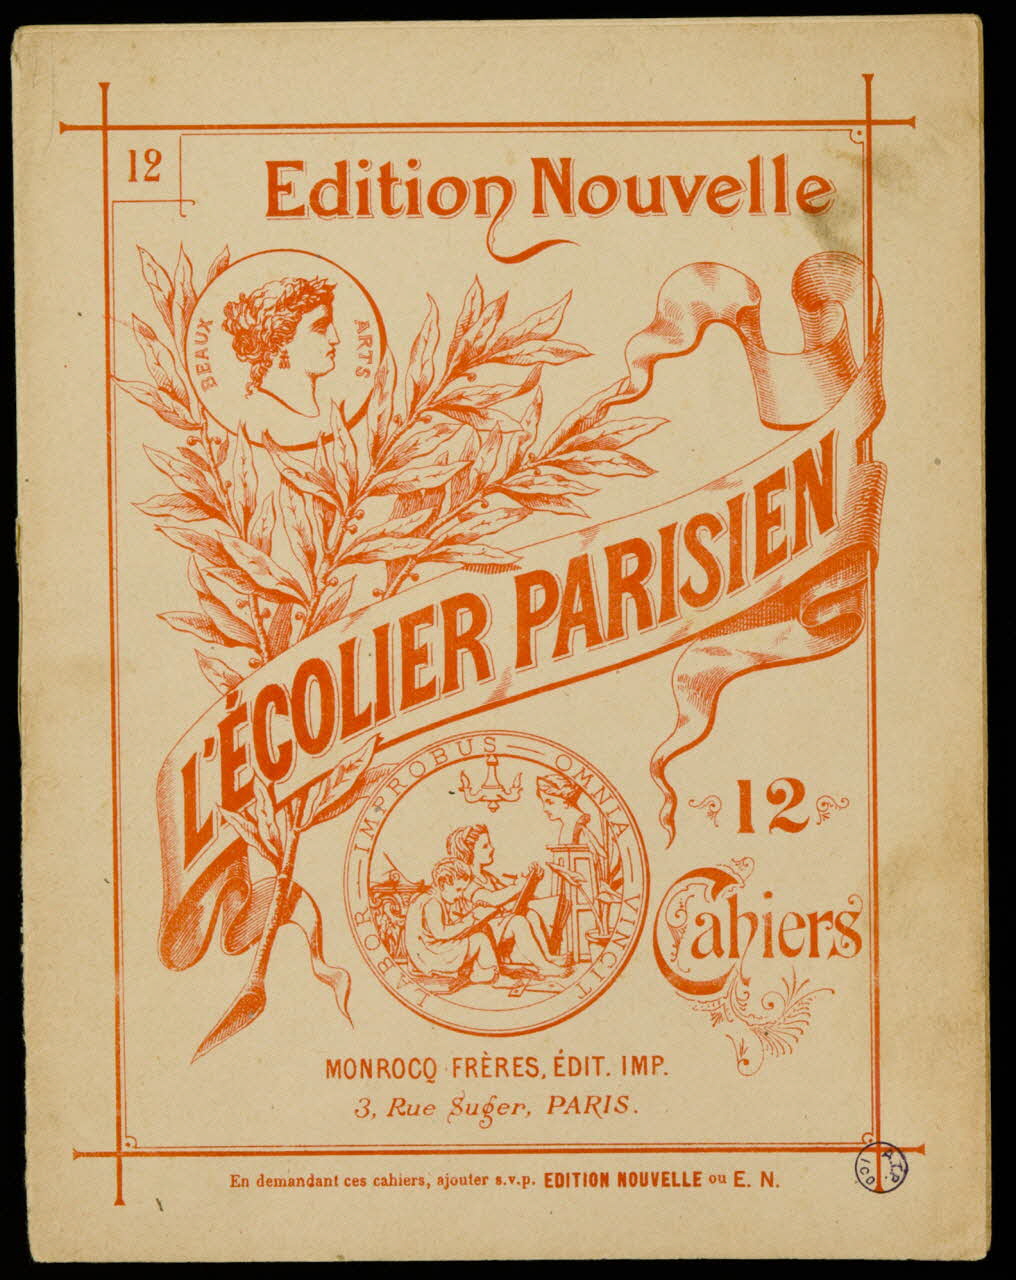 12
Edition Nouvelle
BEAUX
ARTS
L'ÉCOLIER PARISIEN
LABOR - IMPROBUS - OMNIA - VINCIT
12
Cahiers
MONROCQ FRÈRES, ÉDIT. IMP.
3, Rue Suger, PARIS.
En demandant ces cahiers, ajouter s.v.p. EDITION NOUVELLE ou E. N.
A.T.P.
ICO